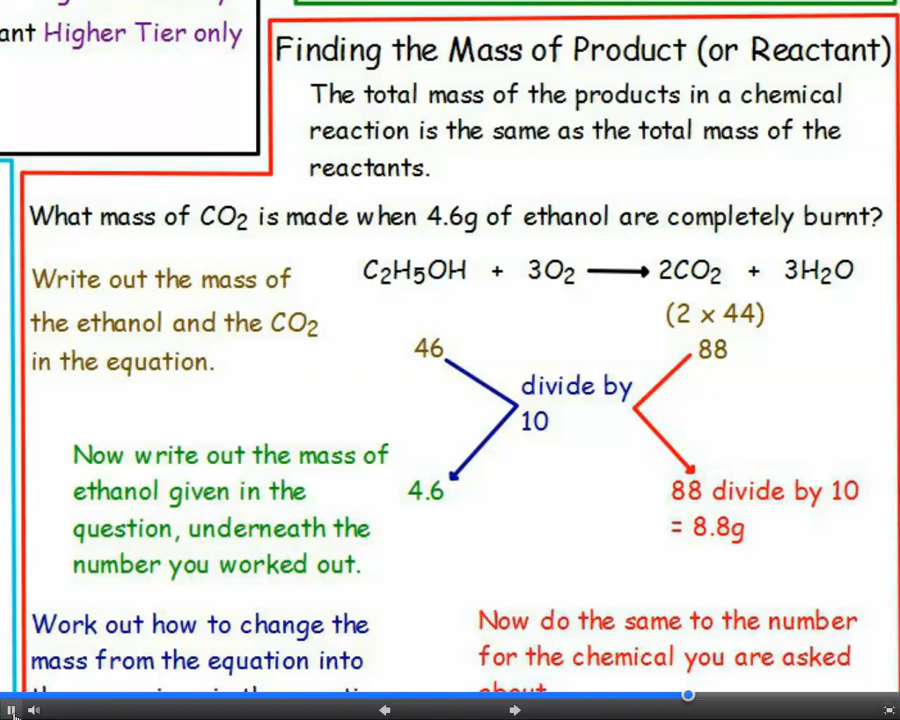 ant Higher Tier only
Finding the Mass of Product (or Reactant)
The total mass of the products in a chemical
reaction is the same as the total mass of the
reactants.
What mass of CO₂ is made when 4.6g of ethanol are completely burnt?
C₂H₅OH + 3O₂ ⟶ 2CO₂ + 3H₂O
Write out the mass of
the ethanol and the CO₂
in the equation.
(2 x 44)
46
88
divide by
10
Now write out the mass of
ethanol given in the
question, underneath the
number you worked out.
4.6
88 divide by 10
= 8.8g
Work out how to change the
mass from the equation into
Now do the same to the number
for the chemical you are asked
about